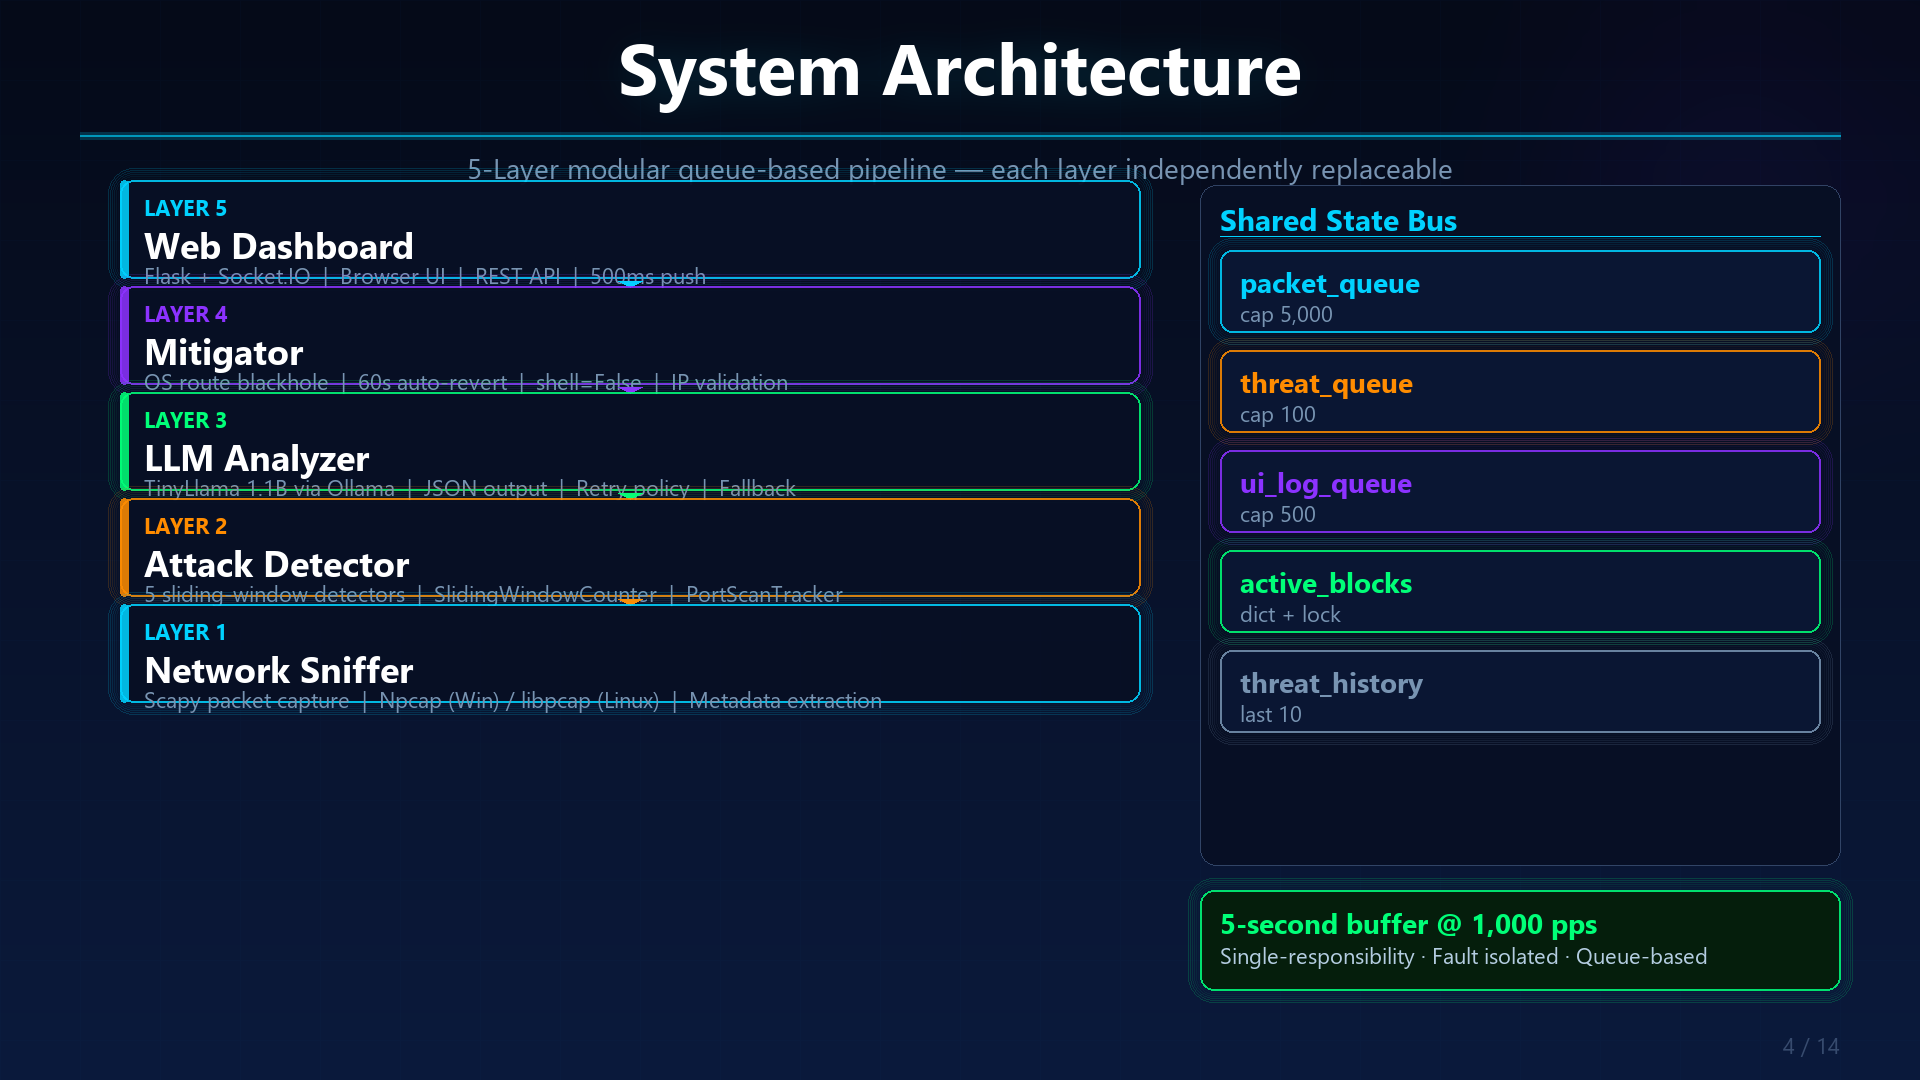 System Architecture
5-Layer modular queue-based pipeline — each layer independently replaceable
LAYER 5
Web Dashboard
Flask + Socket.IO | Browser UI | REST API | 500ms push
LAYER 4
Mitigator
OS route blackhole | 60s auto-revert | shell=False | IP validation
LAYER 3
LLM Analyzer
TinyLlama 1.1B via Ollama | JSON output | Retry policy | Fallback
LAYER 2
Attack Detector
5 sliding-window detectors | SlidingWindowCounter | PortScanTracker
LAYER 1
Network Sniffer
Scapy packet capture | Npcap (Win) / libpcap (Linux) | Metadata extraction
Shared State Bus
packet_queue
cap 5,000
threat_queue
cap 100
ui_log_queue
cap 500
active_blocks
dict + lock
threat_history
last 10
5-second buffer @ 1,000 pps
Single-responsibility · Fault isolated · Queue-based
4 / 14